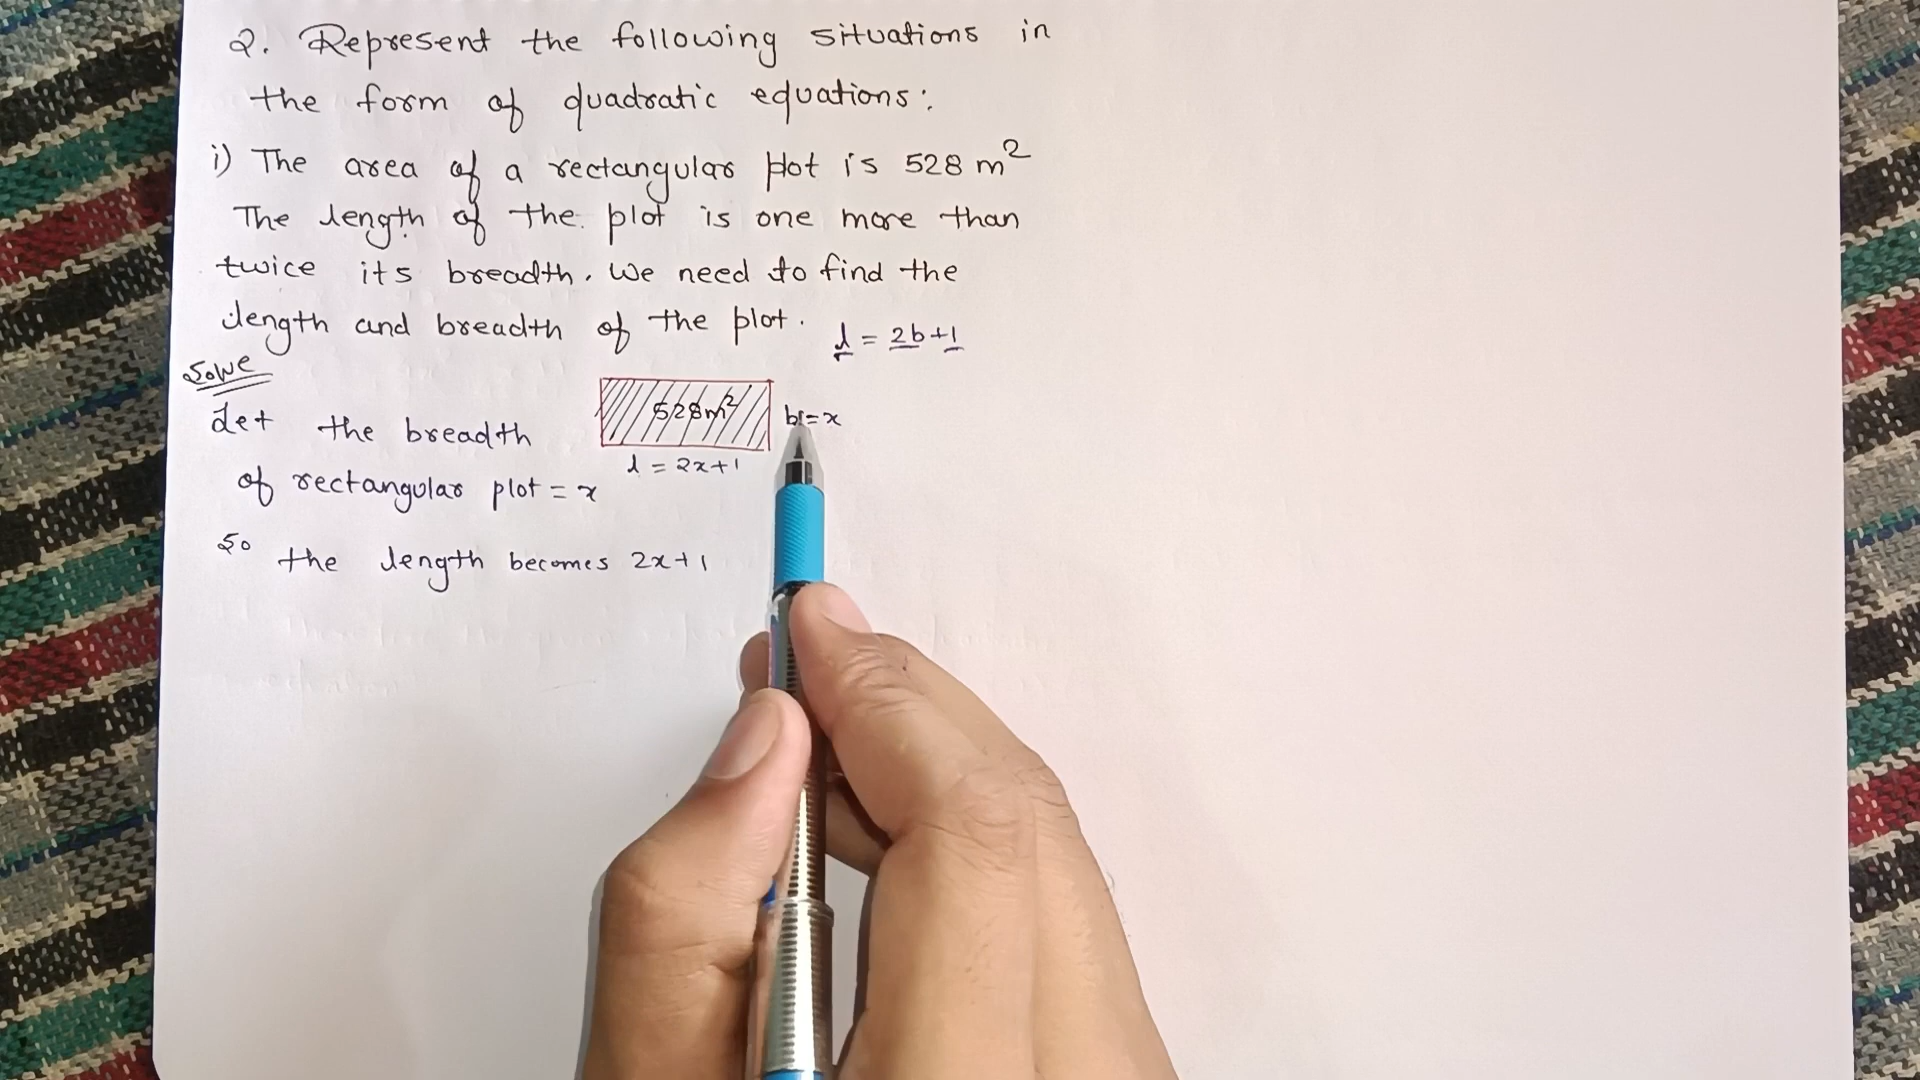 2. Represent the following situations in
the form of quadratic equations:
i) The area of a rectangular plot is 528 m²
The length of the plot is one more than
twice its breadth. We need to find the
length and breadth of the plot.
l = 2b+1
Solve
528m²
b=x
l = 2x+1
Let the breadth
of rectangular plot = x
So the length becomes 2x+1